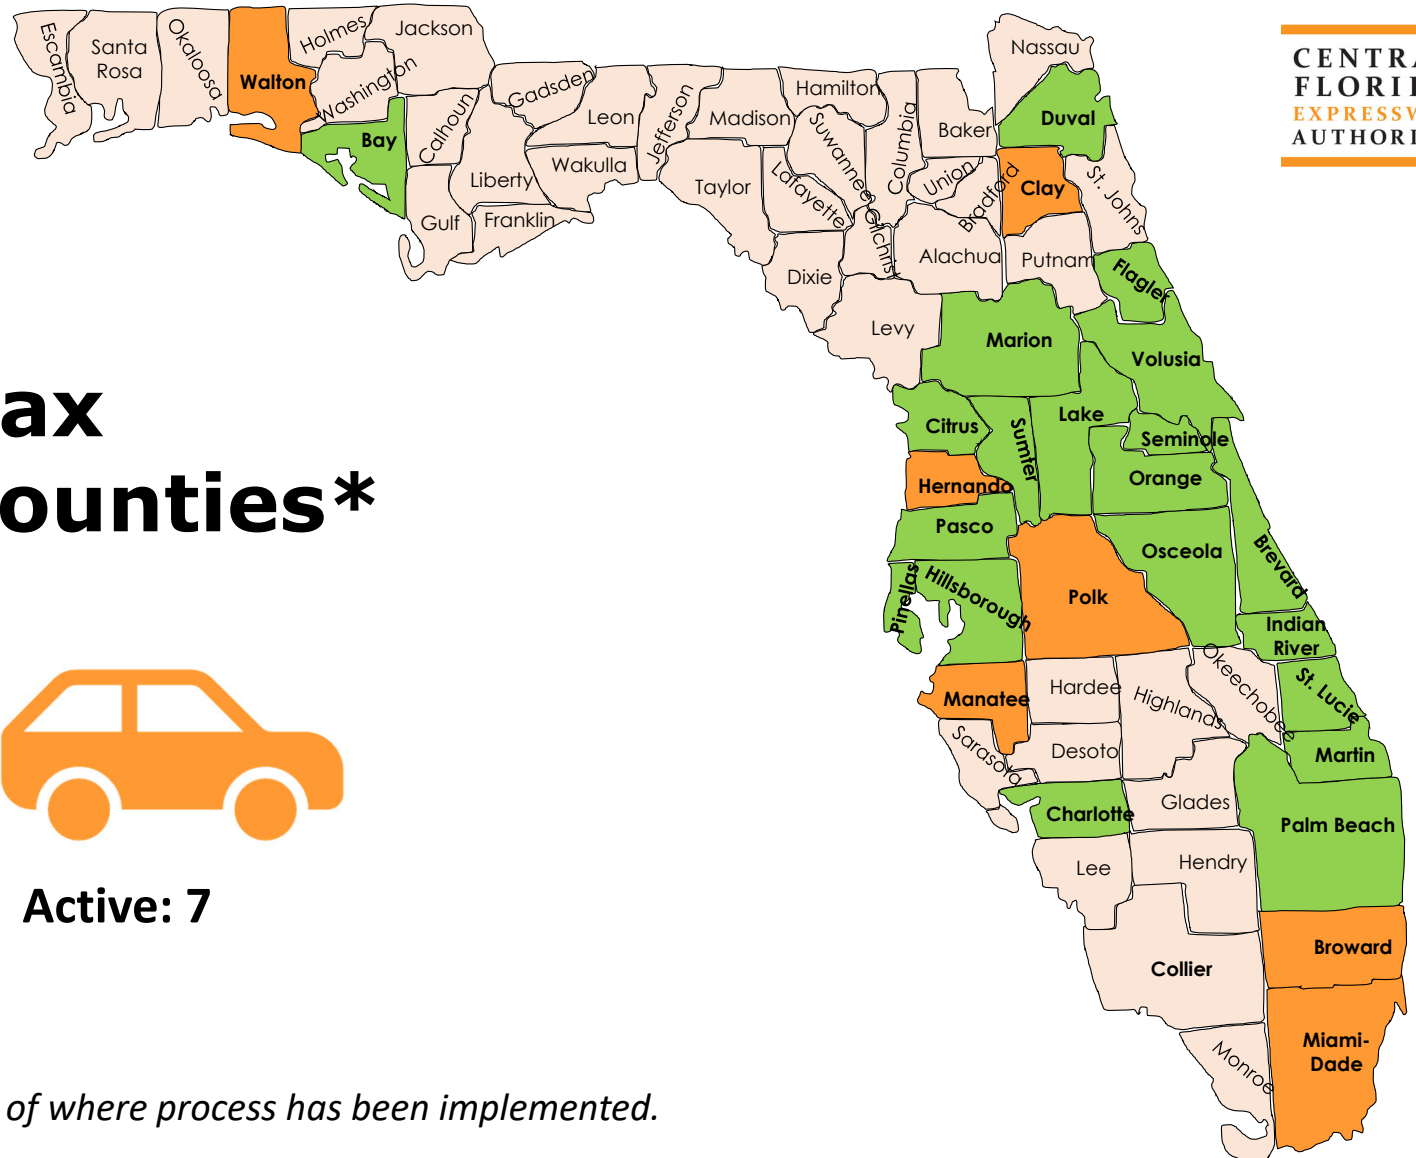 CENTRA
FLORI
EXPRESSW
AUTHORI
ax
ounties*
Active: 7
of where process has been implemented.
Escambia
Santa
Rosa
Okaloosa
Walton
Holmes
Jackson
Washington
Bay
Calhoun
Gulf
Gadsden
Liberty
Franklin
Leon
Wakulla
Jefferson
Madison
Taylor
Hamilton
Suwannee
Lafayette
Dixie
Columbia
Gilchrist
Baker
Union
Bradford
Alachua
Levy
Nassau
Duval
Clay
St. Johns
Putnam
Flagler
Marion
Volusia
Citrus
Sumter
Lake
Seminole
Orange
Hernando
Pasco
Osceola
Brevard
Pinellas
Hillsborough
Polk
Indian
River
Manatee
Hardee
Highlands
Okeechobee
St. Lucie
Sarasota
Desoto
Martin
Charlotte
Glades
Palm Beach
Lee
Hendry
Collier
Broward
Monroe
Miami-
Dade